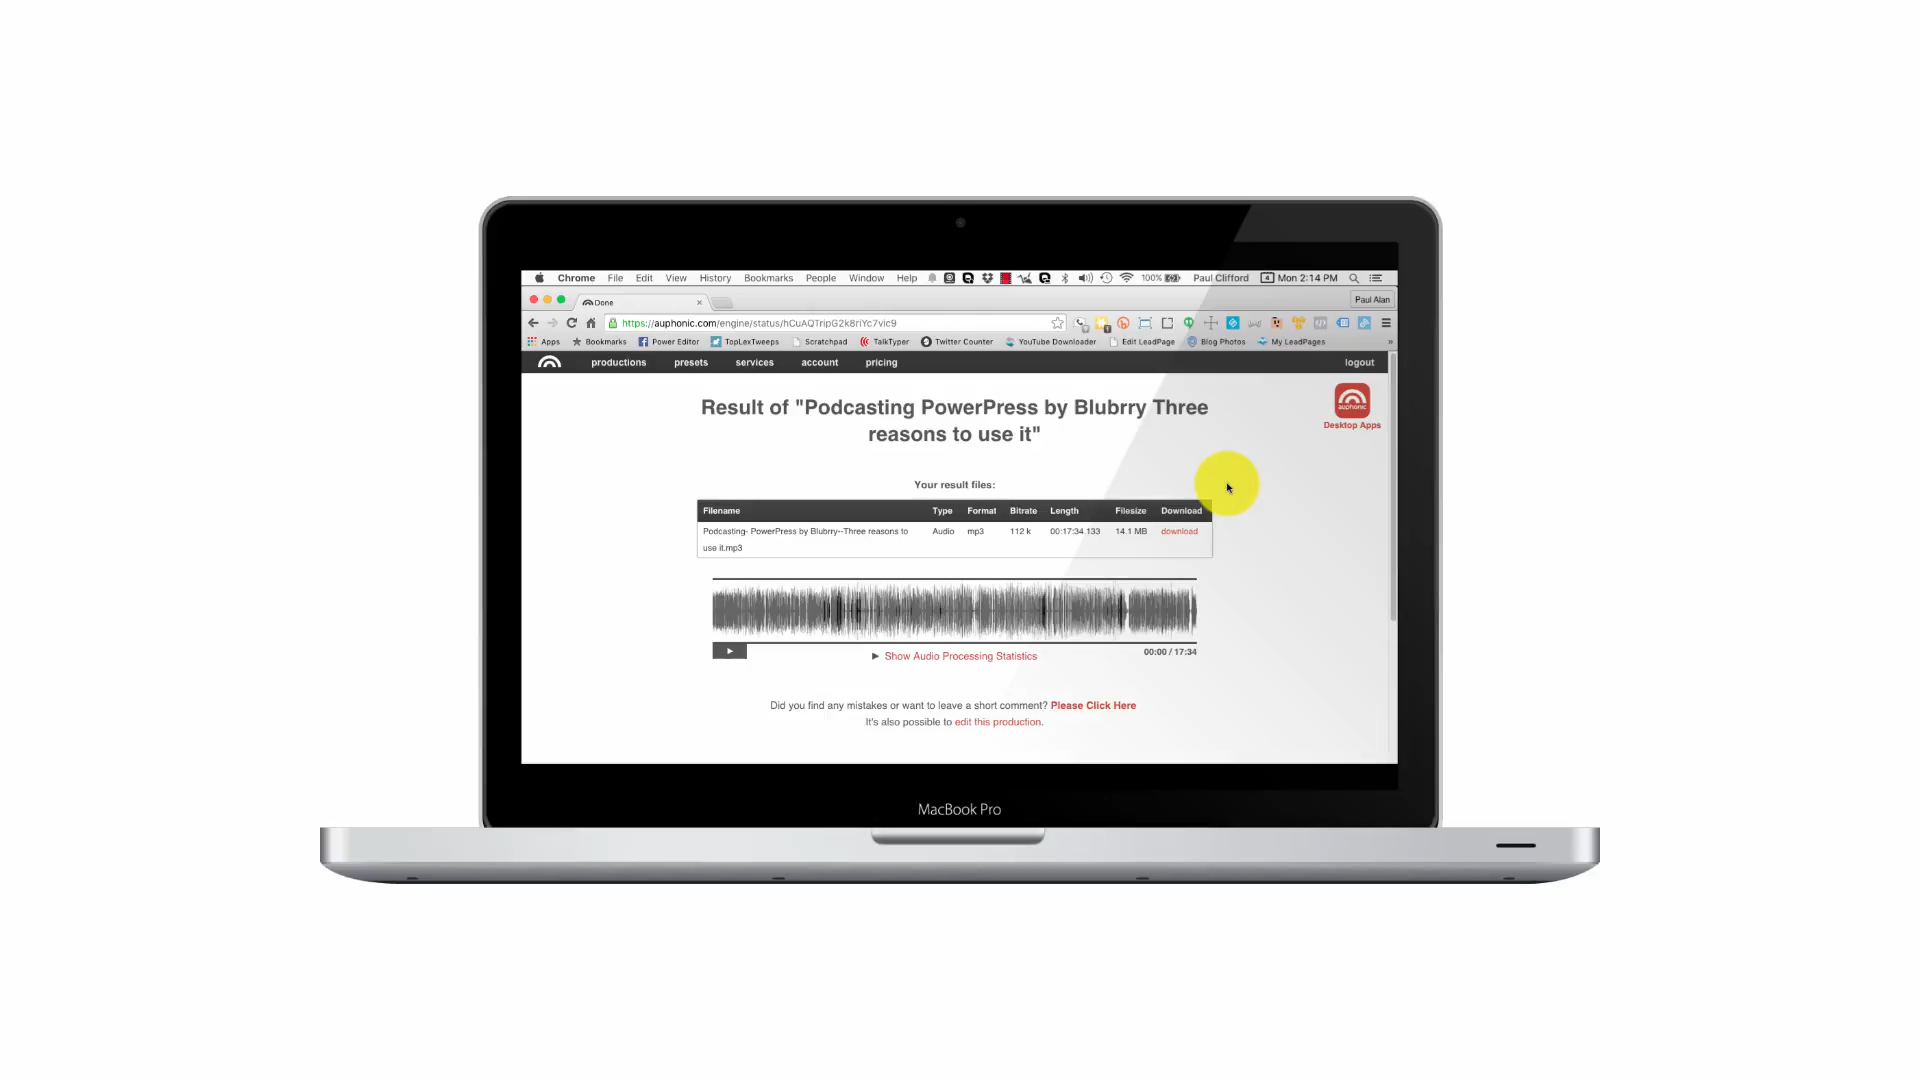 Chrome File Edit View History Bookmarks People Window Help 100% Paul Clifford 4 Mon 2:14 PM
Done Paul Alan
https://auphonic.com/engine/status/hCuAQTripG2k8riYc7vic9
Apps Bookmarks Power Editor TopLexTweeps Scratchpad TalkTyper Twitter Counter YouTube Downloader Edit LeadPage Blog Photos My LeadPages »
productions presets services account pricing logout
Result of "Podcasting PowerPress by Blubrry Three
reasons to use it"
auphonic
Desktop Apps
Your result files:
Filename Type Format Bitrate Length Filesize Download
Podcasting- PowerPress by Blubrry--Three reasons to Audio mp3 112 k 00:17:34.133 14.1 MB download
use it.mp3
Show Audio Processing Statistics 00:00 / 17:34
Did you find any mistakes or want to leave a short comment? Please Click Here
It's also possible to edit this production.
MacBook Pro